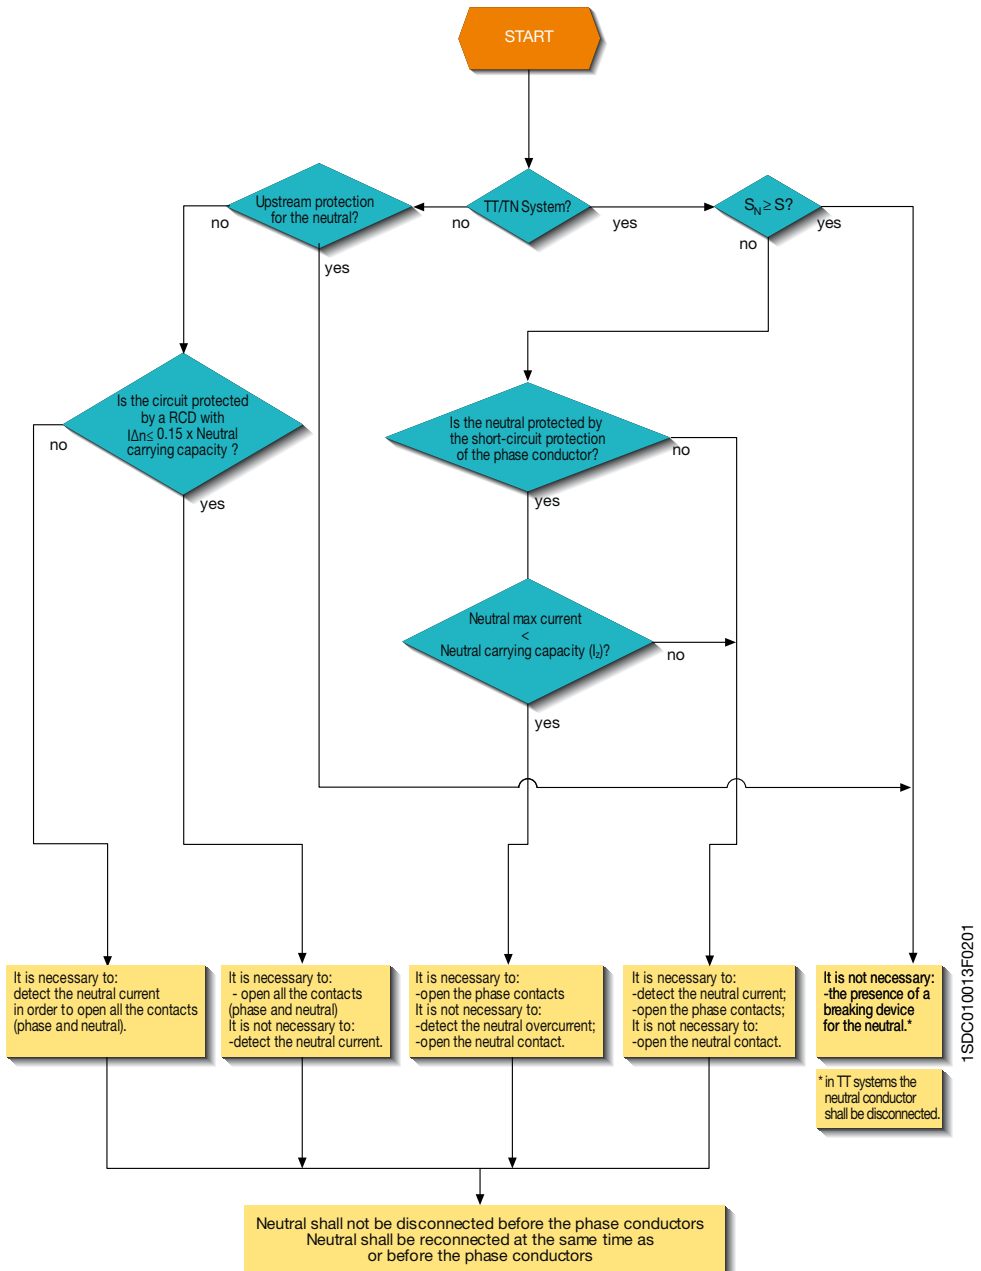 START
Upstream protection
for the neutral?
TT/TN System?
S_N ≥ S?
no
no
yes
yes
yes
no
Is the circuit protected
by a RCD with
IΔn≤ 0.15 x Neutral
carrying capacity ?
no
yes
Is the neutral protected by
the short-circuit protection
of the phase conductor?
no
yes
Neutral max current
<
Neutral carrying capacity (I_z)?
no
yes
It is necessary to:
detect the neutral current
in order to open all the contacts
(phase and neutral).
It is necessary to:
- open all the contacts
(phase and neutral)
It is not necessary to:
-detect the neutral current.
It is necessary to:
-open the phase contacts
It is not necessary to:
-detect the neutral overcurrent;
-open the neutral contact.
It is necessary to:
-detect the neutral current;
-open the phase contacts;
It is not necessary to:
-open the neutral contact.
It is not necessary:
-the presence of a
breaking device
for the neutral.*
* in TT systems the
neutral conductor
shall be disconnected.
1SDC010013F0201
Neutral shall not be disconnected before the phase conductors
Neutral shall be reconnected at the same time as
or before the phase conductors